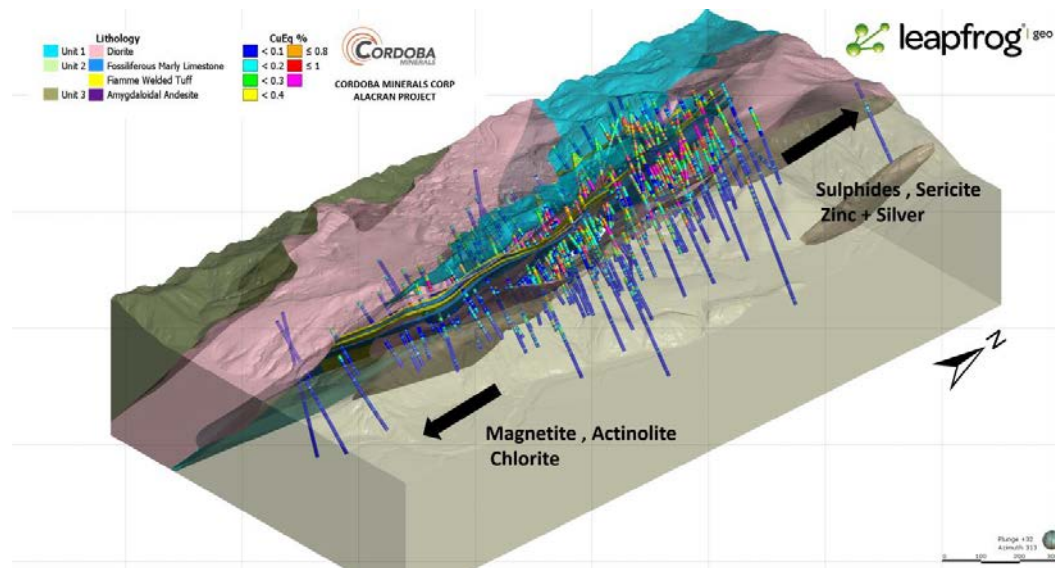 Lithology
Unit 1
Diorite
Unit 2
Fossiliferous Marly Limestone
Fiamme Welded Tuff
Unit 3
Amygdaloidal Andesite
CuEq %
< 0.1
≤ 0.8
< 0.2
≤ 1
< 0.3
< 0.4
CORDOBA
MINERALS
CORDOBA MINERALS CORP
ALACRAN PROJECT
leapfrog geo
Sulphides , Sericite
Zinc + Silver
N
Magnetite , Actinolite
Chlorite
Plunge +32
Azimuth 313
0 100 200